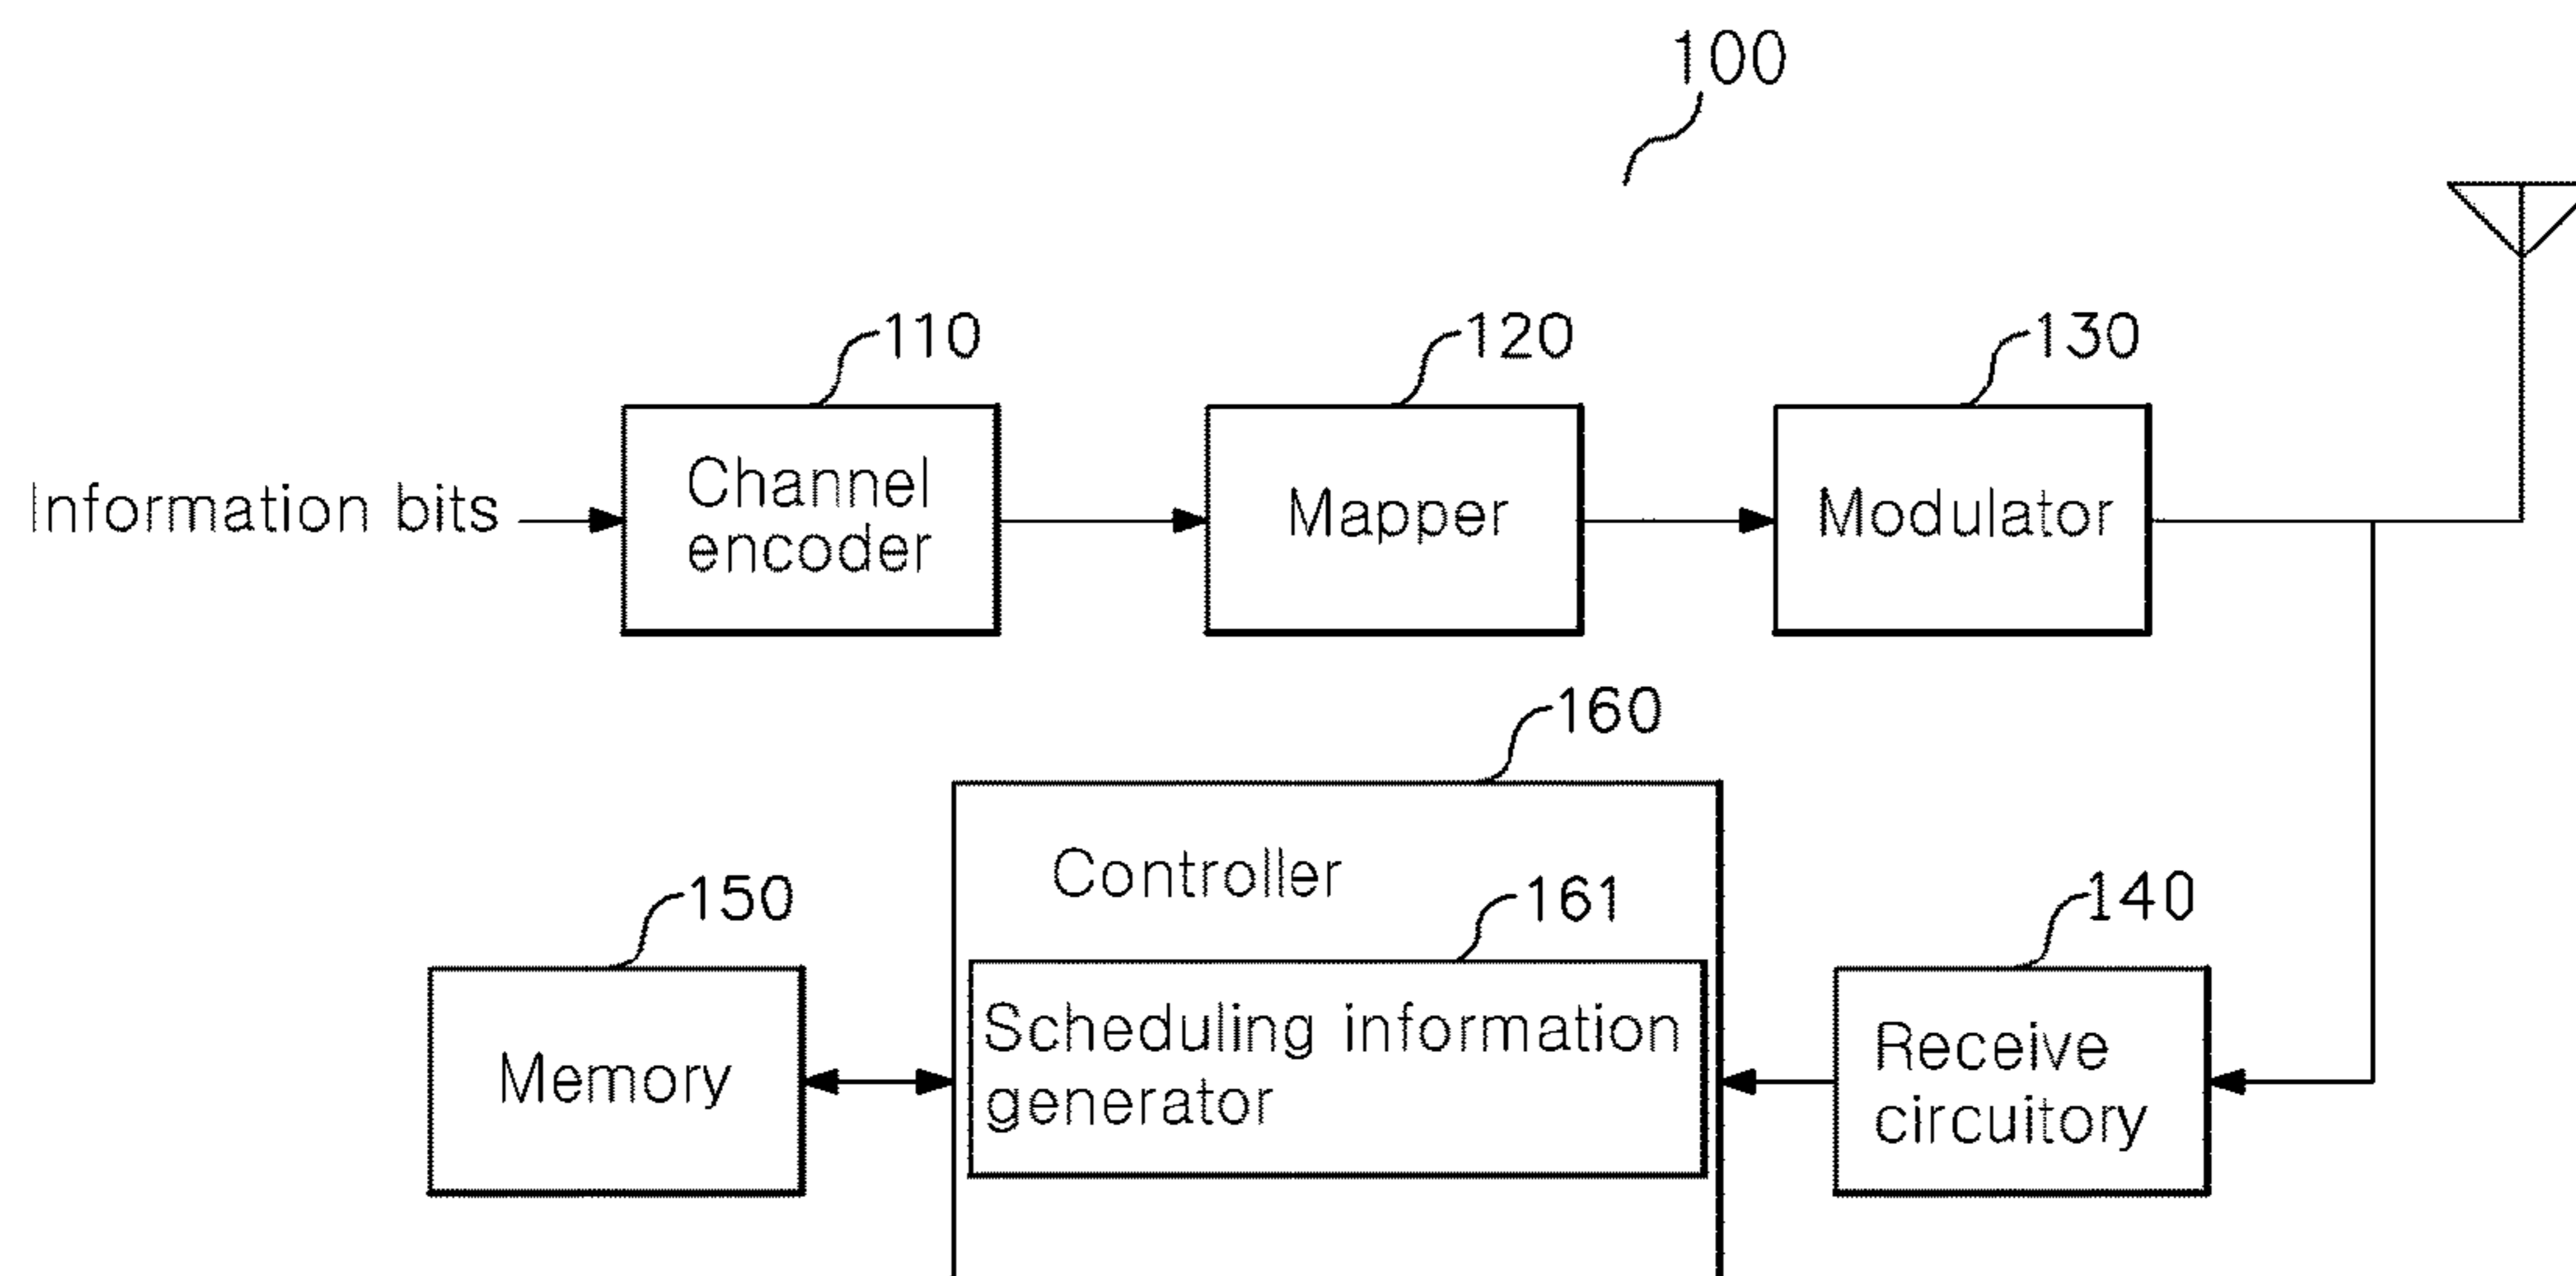 100
110
120
130
Information bits
Channel
encoder
Mapper
Modulator
160
Controller
150
161
140
Memory
Scheduling information
generator
Receive
circuitory